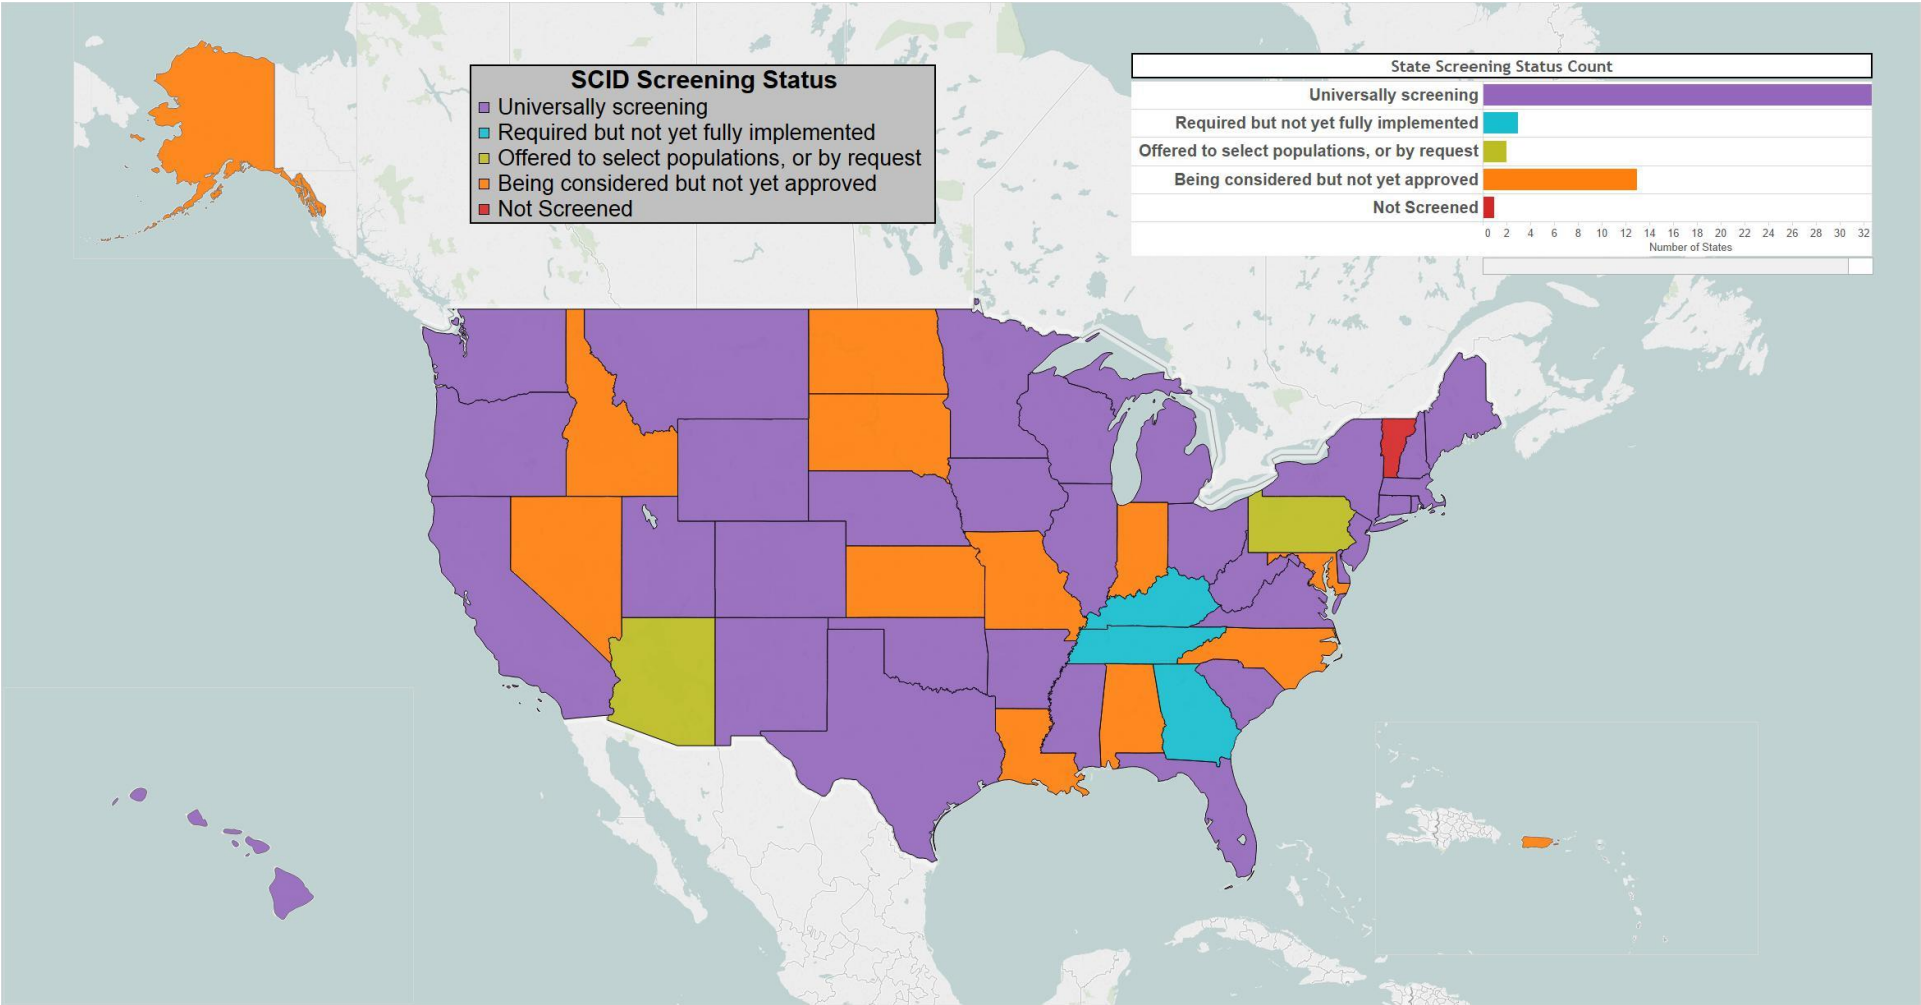 SCID Screening Status
Universally screening
Required but not yet fully implemented
Offered to select populations, or by request
Being considered but not yet approved
Not Screened
State Screening Status Count
Universally screening
Required but not yet fully implemented
Offered to select populations, or by request
Being considered but not yet approved
Not Screened
0 2 4 6 8 10 12 14 16 18 20 22 24 26 28 30 32
Number of States